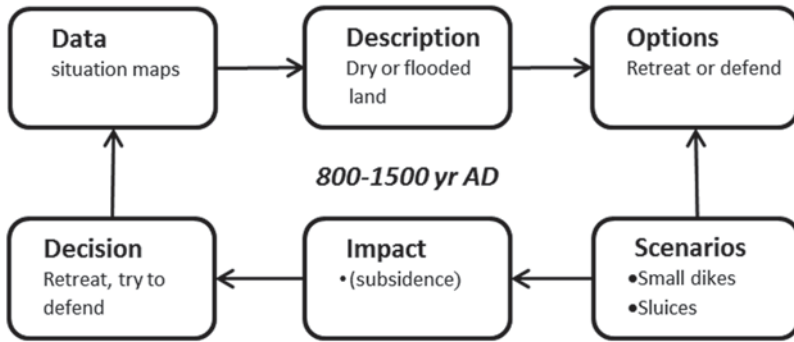 Data
situation maps
Description
Dry or flooded
land
Options
Retreat or defend
800-1500 yr AD
Decision
Retreat, try to
defend
Impact
•(subsidence)
Scenarios
•Small dikes
•Sluices